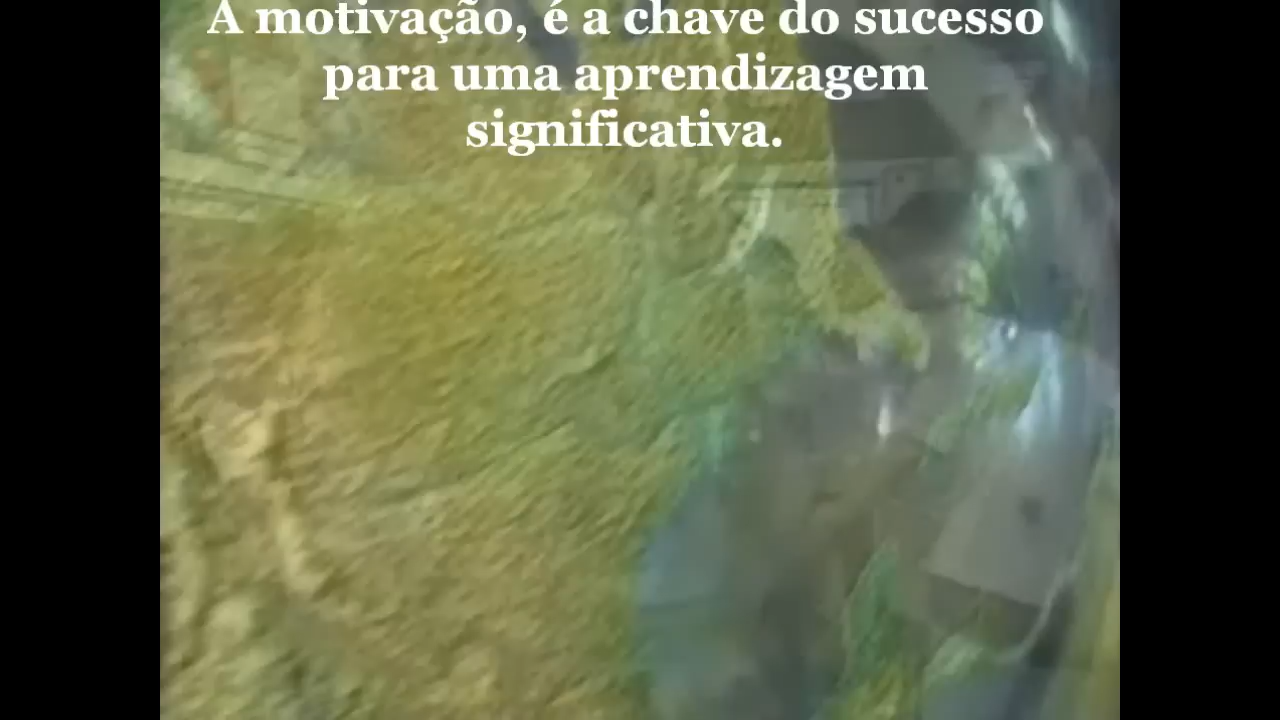 A motivação, é a chave do sucesso
para uma aprendizagem
significativa.